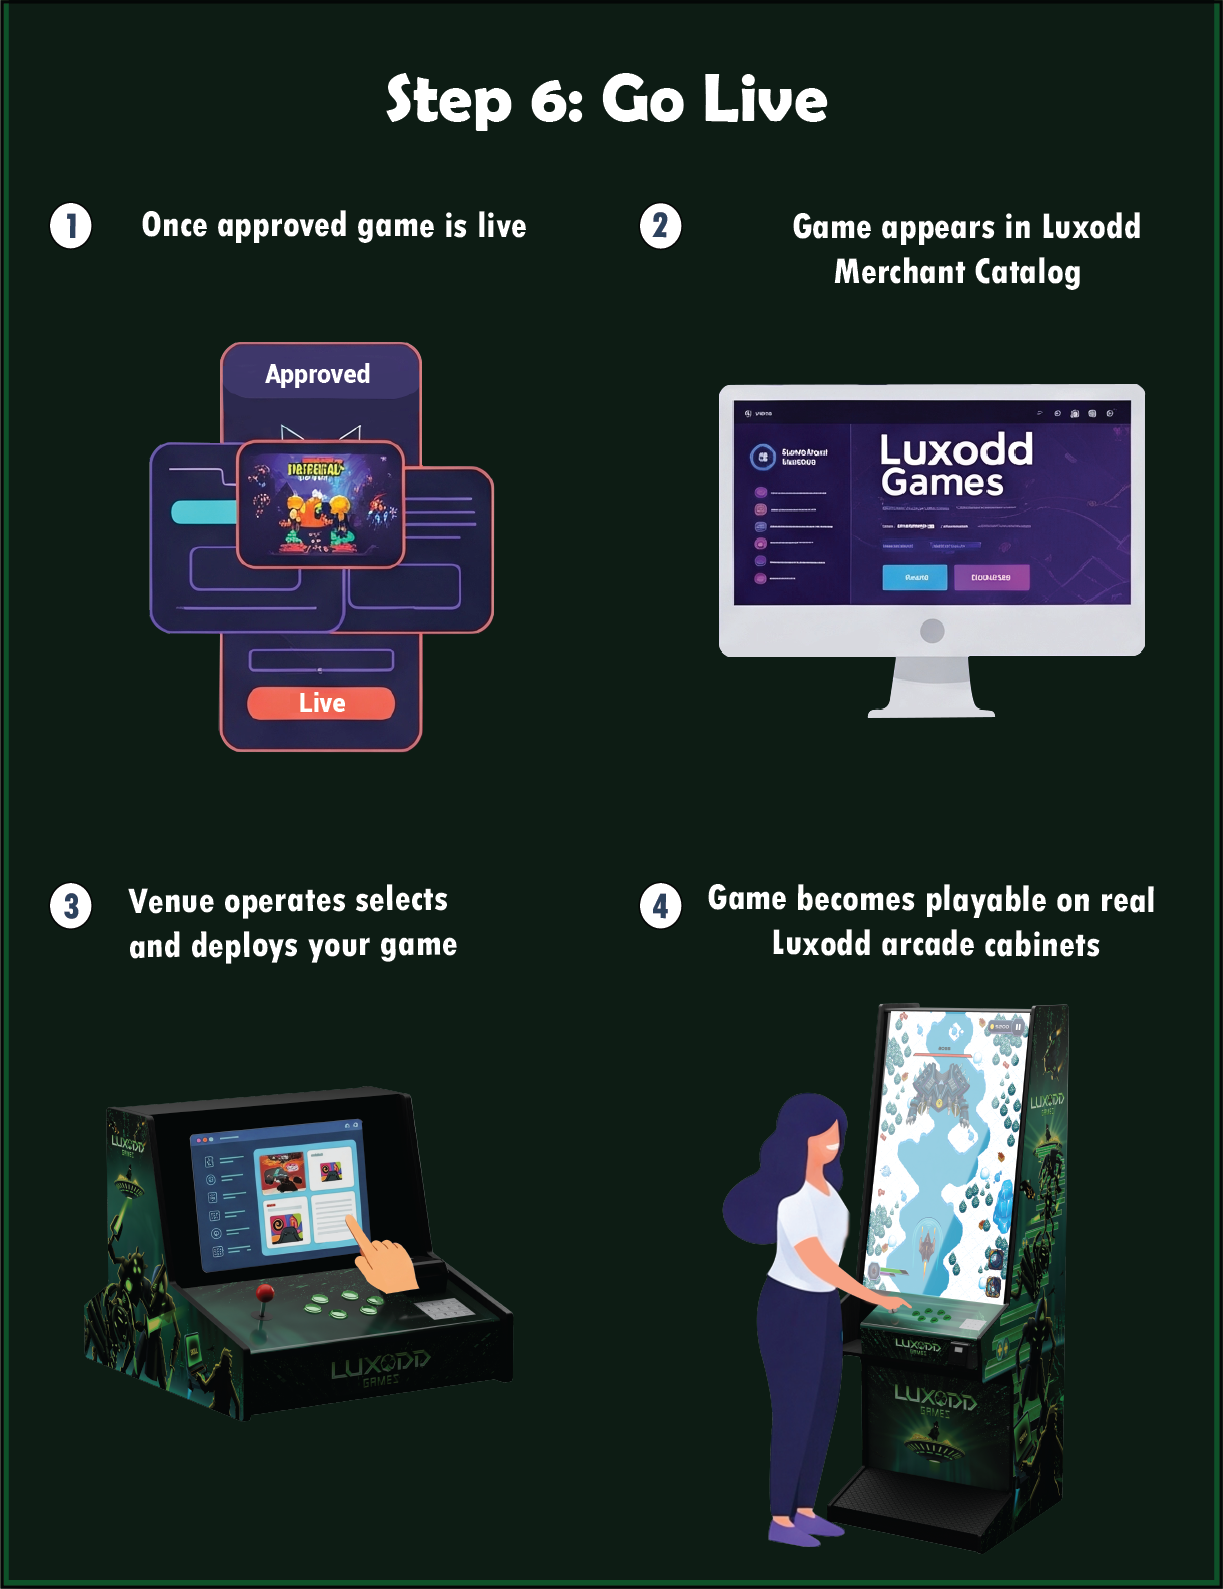 Step 6: Go Live
1
Once approved game is live
2
Game appears in Luxodd
Merchant Catalog
Approved
Live
Luxodd
Games
3
Venue operates selects
and deploys your game
4
Game becomes playable on real
Luxodd arcade cabinets
LUXODD
GAMES
LUXODD
GAMES
LUXODD
GAMES
LUXODD
GAMES
LUXODD
GAMES